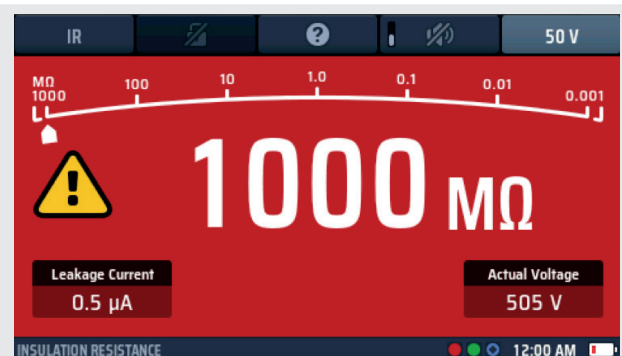 IR
?
50 V
MΩ
1000 100 10 1.0 0.1 0.01 0.001
!
1000 MΩ
Leakage Current
0.5 µA
Actual Voltage
505 V
INSULATION RESISTANCE
12:00 AM